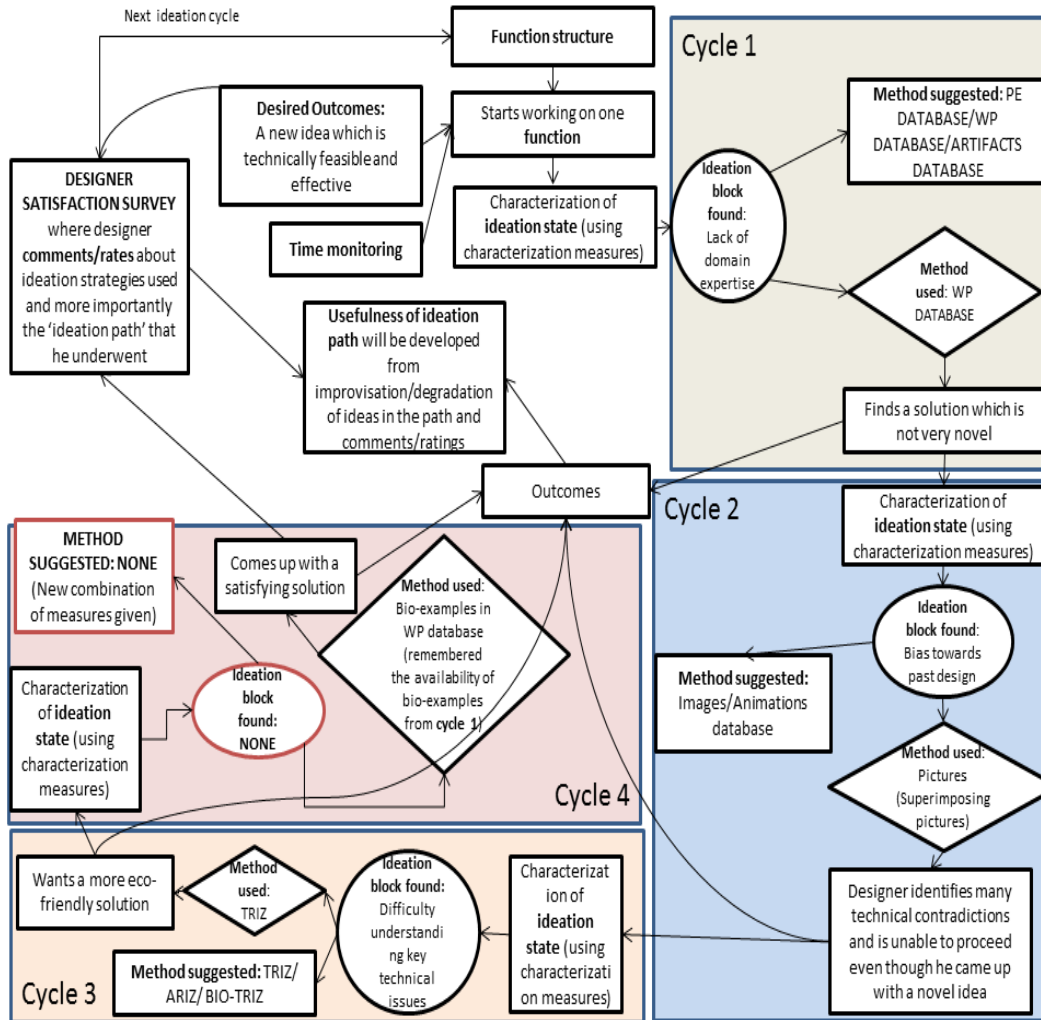 Next ideation cycle
Function structure
Desired Outcomes:
A new idea which is
technically feasible and
effective
Starts working on one
function
Time monitoring
Characterization of
ideation state (using
characterization measures)
DESIGNER
SATISFACTION SURVEY
where designer
comments/rates about
ideation strategies used
and more importantly
the ‘ideation path’ that
he underwent
Usefulness of ideation
path will be developed
from
improvisation/degradation
of ideas in the path and
comments/ratings
Outcomes
Cycle 1
Ideation
block
found:
Lack of
domain
expertise
Method suggested: PE
DATABASE/WP
DATABASE/ARTIFACTS
DATABASE
Method
used: WP
DATABASE
Finds a solution which is
not very novel
Cycle 2
Characterization of
ideation state (using
characterization measures)
Ideation
block found:
Bias towards
past design
Method suggested:
Images/Animations
database
Method used:
Pictures
(Superimposing
pictures)
Designer identifies many
technical contradictions
and is unable to proceed
even though he came up
with a novel idea
Cycle 3
Characterizat
ion of
ideation
state (using
characterizati
on measures)
Ideation
block found:
Difficulty
understandi
ng key
technical
issues
Method
used:
TRIZ
Method suggested: TRIZ/
ARIZ/ BIO-TRIZ
Wants a more eco-
friendly solution
Cycle 4
Characterization
of ideation
state (using
characterization
measures)
Ideation
block
found:
NONE
METHOD
SUGGESTED: NONE
(New combination
of measures given)
Method used:
Bio-examples in
WP database
(remembered
the availability of
bio-examples
from cycle 1)
Comes up with a
satisfying solution